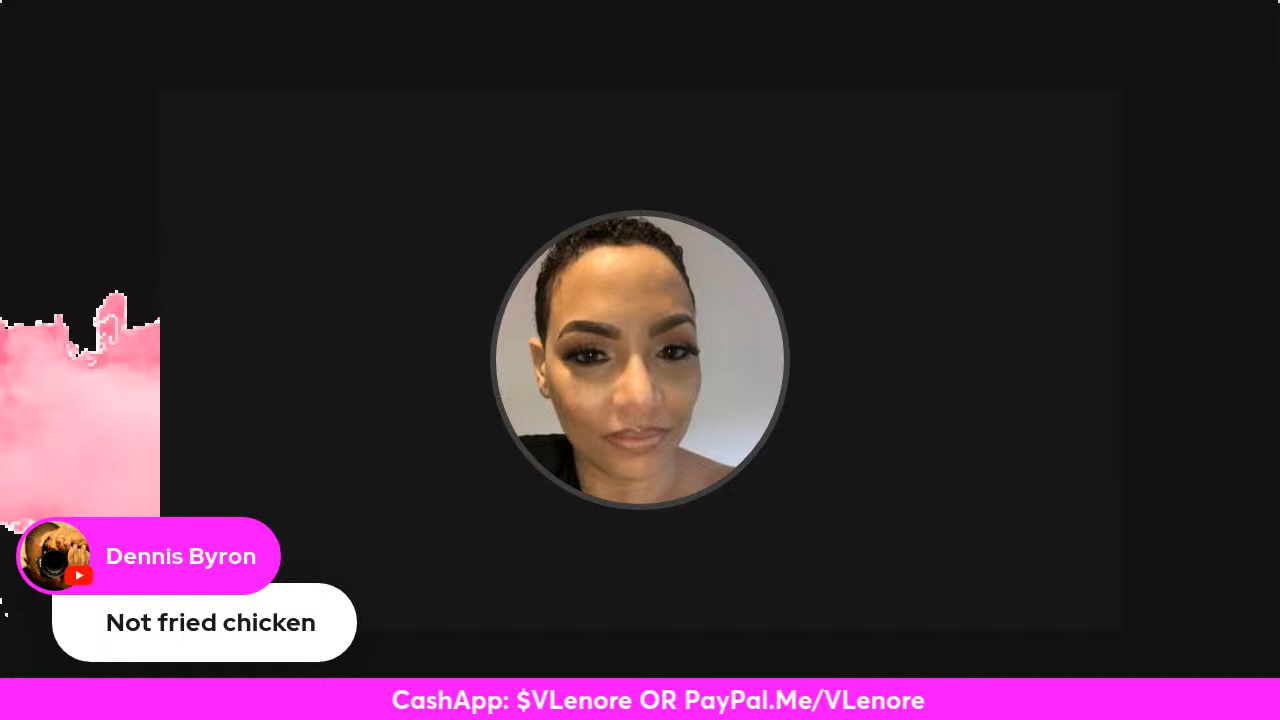 Dennis Byron
Not fried chicken
CashApp: $VLenore OR PayPal.Me/VLenore